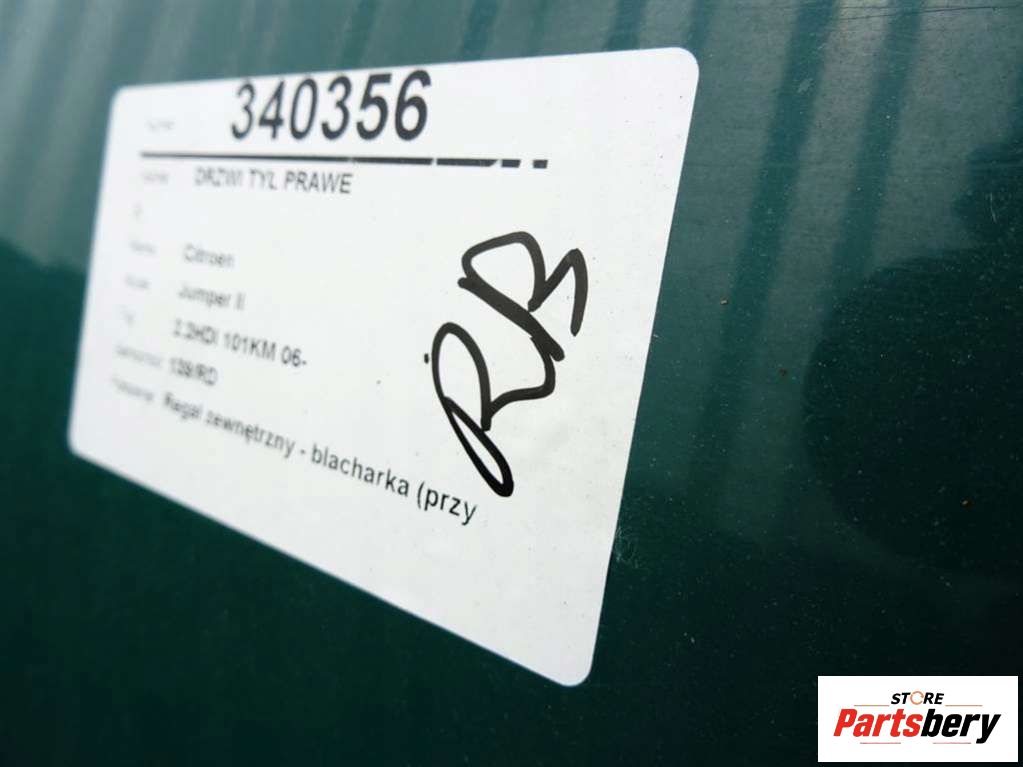 340356
DRZWI TYL PRAWE
Citroen
Jumper II
2.2HDI 101KM 06-
139/RD
Regał zewnętrzny - blacharka (przy
RB
STORE
Partsbery